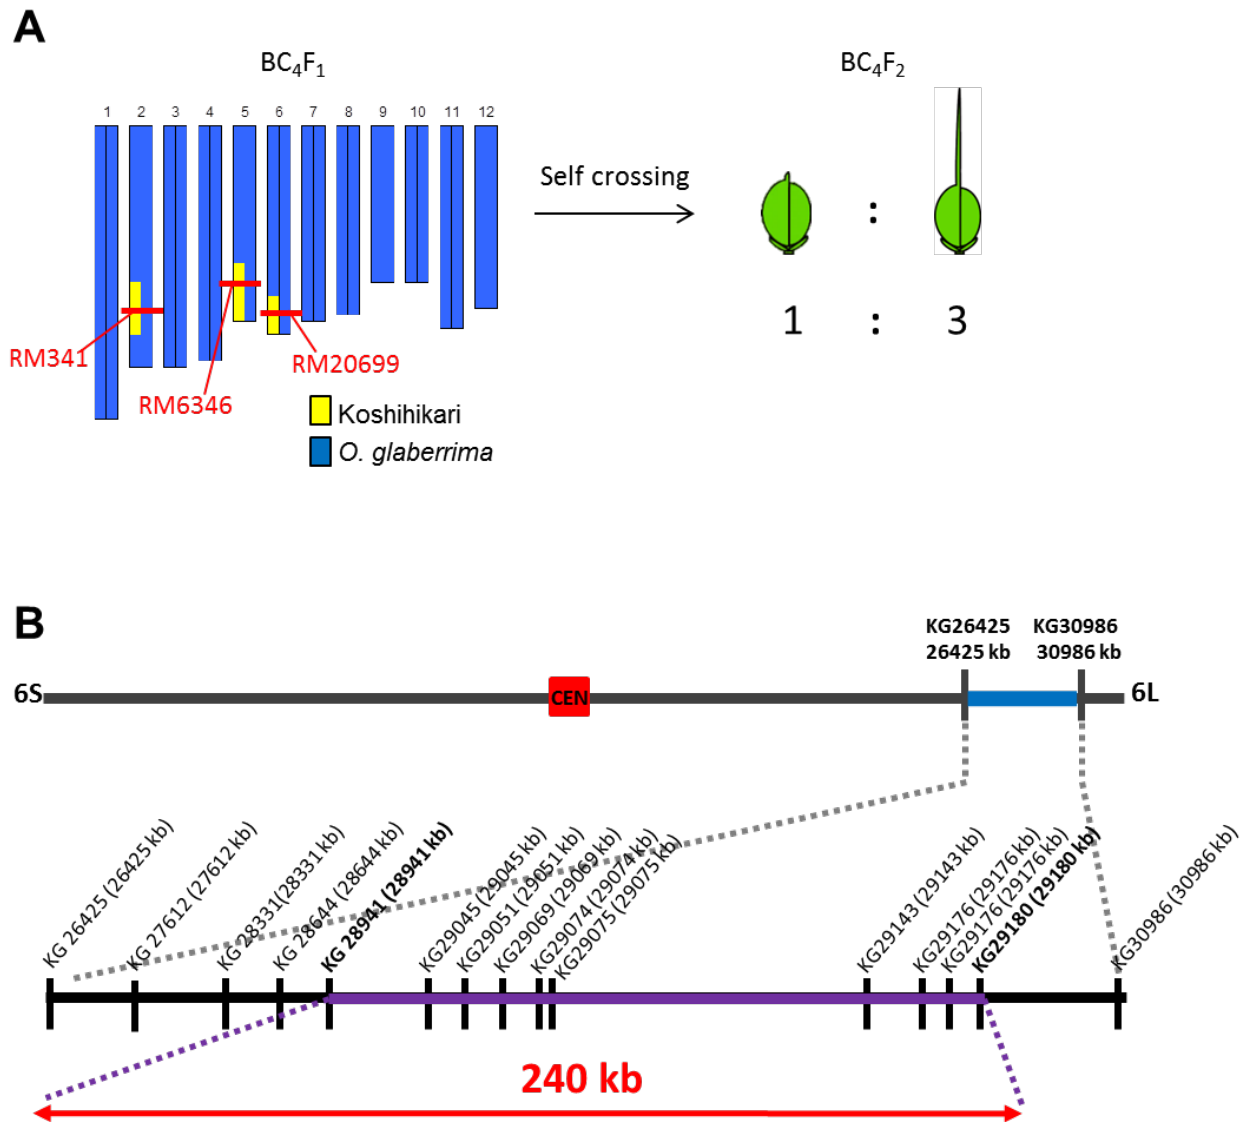 A
BC4F1
BC4F2
1 2 3 4 5 6 7 8 9 10 11 12
Self crossing
:
RM341
RM6346
RM20699
1 : 3
Koshihikari
O. glaberrima
B
KG26425
26425 kb
KG30986
30986 kb
6S
CEN
6L
KG 26425 (26425 kb)
KG 27612 (27612 kb)
KG 28331(28331 kb)
KG 28644 (28644 kb)
KG 28941 (28941 kb)
KG29045 (29045 kb)
KG29051 (29051 kb)
KG29069 (29069 kb)
KG29074 (29074 kb)
KG29075 (29075 kb)
KG29143 (29143 kb)
KG29176 (29176 kb)
KG29176 (29176 kb)
KG29180 (29180 kb)
KG30986 (30986 kb)
240 kb